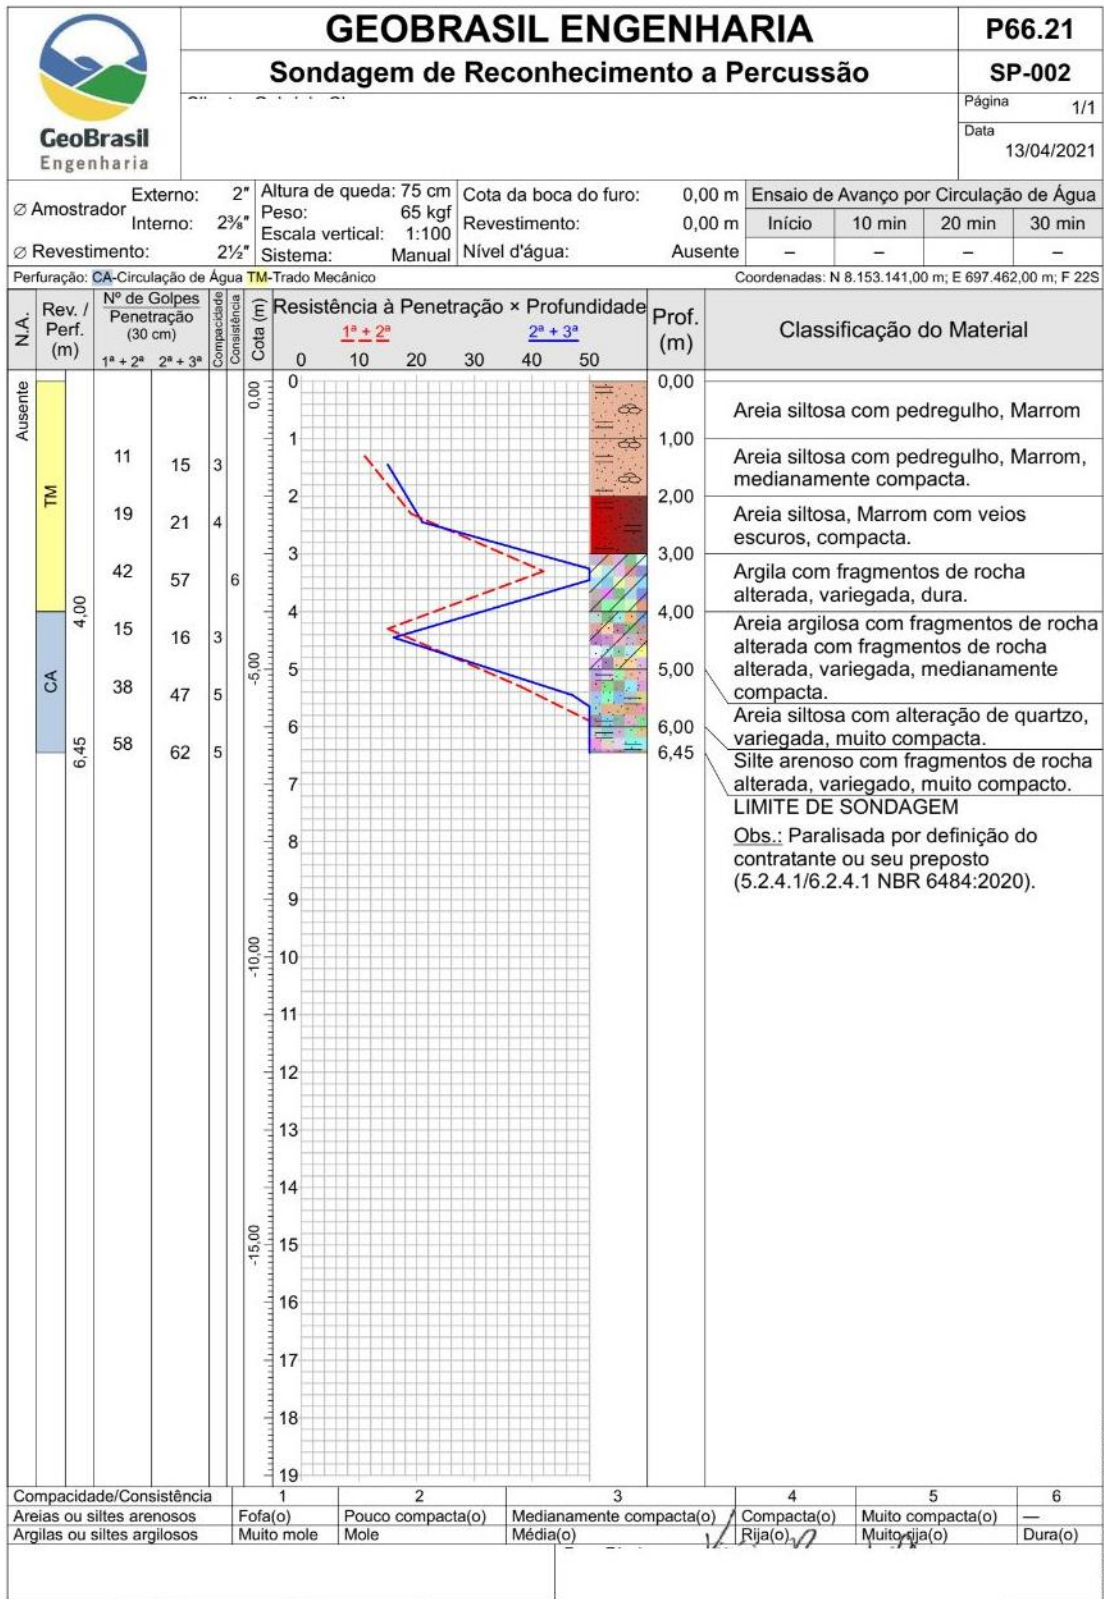 GEOBRASIL ENGENHARIA
P66.21
Sondagem de Reconhecimento a Percussão
SP-002
GeoBrasil
Engenharia
Página 1/1
Data
13/04/2021
Ø Amostrador Externo: 2"
Interno: 2⅜"
Ø Revestimento: 2½"
Altura de queda: 75 cm
Peso: 65 kgf
Escala vertical: 1:100
Sistema: Manual
Cota da boca do furo: 0,00 m
Revestimento: 0,00 m
Nível d'água: Ausente
Ensaio de Avanço por Circulação de Água
Início 10 min 20 min 30 min
– – – –
Perfuração: CA-Circulação de Água TM-Trado Mecânico
Coordenadas: N 8.153.141,00 m; E 697.462,00 m; F 22S
N.A.
Rev. /
Perf.
(m)
Nº de Golpes
Penetração
(30 cm)
1ª + 2ª 2ª + 3ª
Compacidade
Consistência
Cota (m)
Resistência à Penetração × Profundidade
1ª + 2ª 2ª + 3ª
0 10 20 30 40 50
Prof.
(m)
Classificação do Material
Ausente
TM
4,00
CA
6,45
11 15 3
19 21 4
42 57 6
15 16 3
38 47 5
58 62 5
0,00
-5,00
-10,00
-15,00
0
1
2
3
4
5
6
7
8
9
10
11
12
13
14
15
16
17
18
19
0,00
1,00
2,00
3,00
4,00
5,00
6,00
6,45
Areia siltosa com pedregulho, Marrom
Areia siltosa com pedregulho, Marrom,
medianamente compacta.
Areia siltosa, Marrom com veios
escuros, compacta.
Argila com fragmentos de rocha
alterada, variegada, dura.
Areia argilosa com fragmentos de rocha
alterada com fragmentos de rocha
alterada, variegada, medianamente
compacta.
Areia siltosa com alteração de quartzo,
variegada, muito compacta.
Silte arenoso com fragmentos de rocha
alterada, variegado, muito compacto.
LIMITE DE SONDAGEM
Obs.: Paralisada por definição do
contratante ou seu preposto
(5.2.4.1/6.2.4.1 NBR 6484:2020).
Compacidade/Consistência 1 2 3 4 5 6
Areias ou siltes arenosos Fofa(o) Pouco compacta(o) Medianamente compacta(o) Compacta(o) Muito compacta(o) —
Argilas ou siltes argilosos Muito mole Mole Média(o) Rija(o) Muito rija(o) Dura(o)